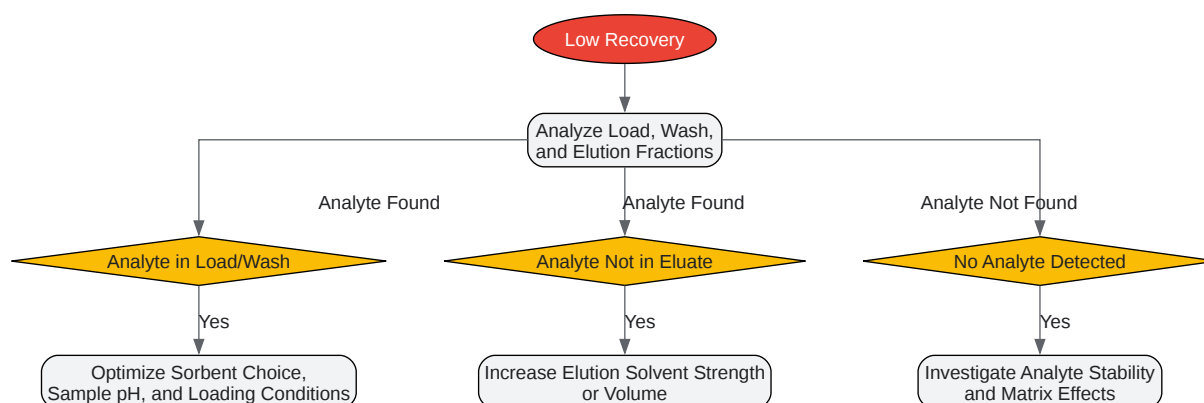 Low Recovery
Analyze Load, Wash,
and Elution Fractions
Analyte Found
Analyte Found
Analyte Not Found
Analyte in Load/Wash
Analyte Not in Eluate
No Analyte Detected
Yes
Yes
Yes
Optimize Sorbent Choice,
Sample pH, and Loading Conditions
Increase Elution Solvent Strength
or Volume
Investigate Analyte Stability
and Matrix Effects